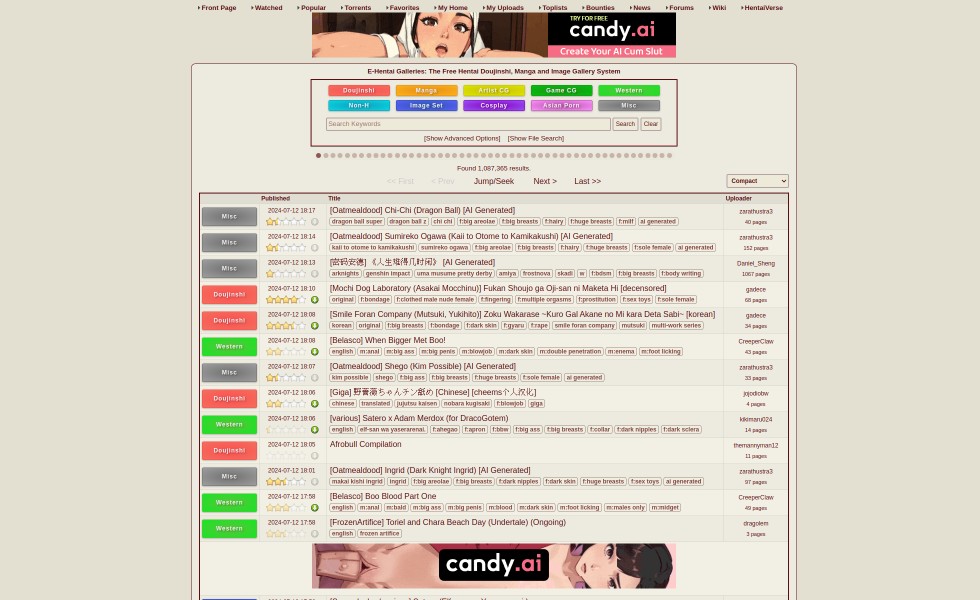 Front Page Watched Popular Torrents Favorites My Home My Uploads Toplists Bounties News Forums Wiki HentaiVerse
TRY FOR FREE
candy.ai
Create Your AI Cum Slut
E-Hentai Galleries: The Free Hentai Doujinshi, Manga and Image Gallery System
Doujinshi Manga Artist CG Game CG Western
Non-H Image Set Cosplay Asian Porn Misc
Search Keywords Search Clear
[Show Advanced Options] [Show File Search]
Found 1,087,365 results.
<< First < Prev Jump/Seek Next > Last >> Compact
Published Title Uploader
Misc 2024-07-12 18:17 [Oatmealdood] Chi-Chi (Dragon Ball) [AI Generated] zarathustra3
dragon ball super dragon ball z chi chi f:big areolae f:big breasts f:hairy f:huge breasts f:milf ai generated 40 pages
Misc 2024-07-12 18:14 [Oatmealdood] Sumireko Ogawa (Kaii to Otome to Kamikakushi) [AI Generated] zarathustra3
kaii to otome to kamikakushi sumireko ogawa f:big areolae f:big breasts f:hairy f:huge breasts f:sole female ai generated 152 pages
Misc 2024-07-12 18:13 [AI Generated] Daniel_Sheng
arknights genshin impact uma musume pretty derby amiya frostnova skadi w f:bdsm f:big breasts f:body writing 1067 pages
Doujinshi 2024-07-12 18:10 [Mochi Dog Laboratory (Asakai Mocchinu)] Fukan Shoujo ga Oji-san ni Maketa Hi [decensored] gadece
original f:bondage f:clothed male nude female f:fingering f:multiple orgasms f:prostitution f:sex toys f:sole female 68 pages
Doujinshi 2024-07-12 18:08 [Smile Foran Company (Mutsuki, Yukihito)] Zoku Wakarase ~Kuro Gal Akane no Mi kara Deta Sabi~ [korean] gadece
korean original f:big breasts f:bondage f:dark skin f:gyaru f:rape smile foran company mutsuki multi-work series 34 pages
Western 2024-07-12 18:08 [Belasco] When Bigger Met Boo! CreeperClaw
english m:anal m:big ass m:big penis m:blowjob m:dark skin m:double penetration m:enema m:foot licking 43 pages
Misc 2024-07-12 18:07 [Oatmealdood] Shego (Kim Possible) [AI Generated] zarathustra3
kim possible shego f:big ass f:big breasts f:huge breasts f:sole female ai generated 33 pages
Doujinshi 2024-07-12 18:06 [Giga] 野薔薇ちゃんチン舐め [Chinese] [cheems个人汉化] jojodiobw
chinese translated jujutsu kaisen nobara kugisaki f:blowjob giga 4 pages
Western 2024-07-12 18:06 [various] Satero x Adam Merdox (for DracoGotem) kikimaru024
english elf-san wa yaserarenai. f:ahegao f:apron f:bbw f:big ass f:big breasts f:collar f:dark nipples f:dark sclera 14 pages
Doujinshi 2024-07-12 18:05 Afrobull Compilation themannyman12
11 pages
Misc 2024-07-12 18:01 [Oatmealdood] Ingrid (Dark Knight Ingrid) [AI Generated] zarathustra3
makai kishi ingrid ingrid f:big areolae f:big breasts f:dark nipples f:dark skin f:huge breasts f:sex toys ai generated 97 pages
Western 2024-07-12 17:58 [Belasco] Boo Blood Part One CreeperClaw
english m:anal m:bald m:big ass m:big penis m:blood m:dark skin m:foot licking m:males only m:midget 49 pages
Western 2024-07-12 17:58 [FrozenArtifice] Toriel and Chara Beach Day (Undertale) (Ongoing) dragolem
english frozen artifice 3 pages
candy.ai